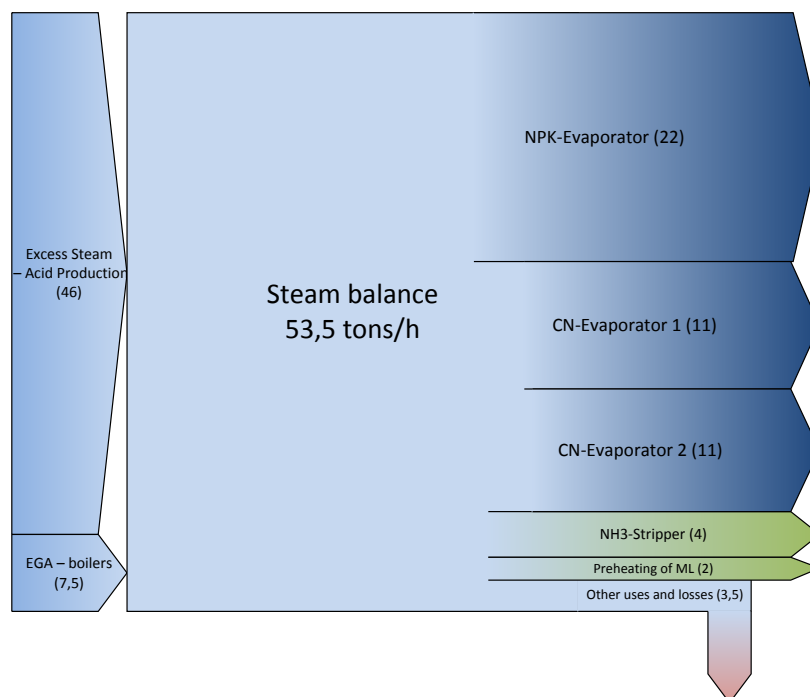 Excess Steam
– Acid Production
(46)
EGA – boilers
(7,5)
Steam balance
53,5 tons/h
NPK-Evaporator (22)
CN-Evaporator 1 (11)
CN-Evaporator 2 (11)
NH3-Stripper (4)
Preheating of ML (2)
Other uses and losses (3,5)